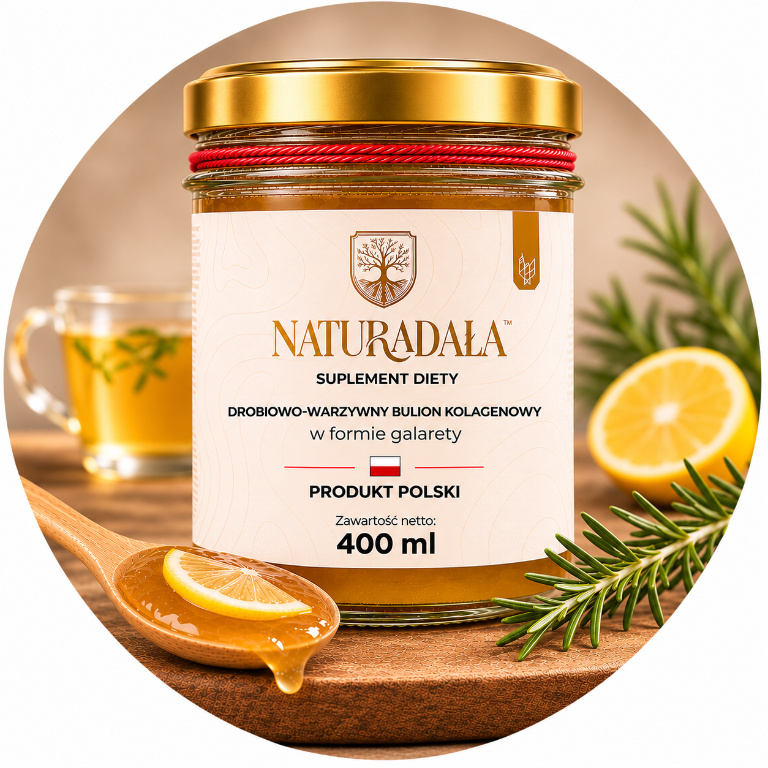 NATURADAŁA™
SUPLEMENT DIETY
DROBIOWO-WARZYWNY BULION KOLAGENOWY
w formie galarety
PRODUKT POLSKI
Zawartość netto:
400 ml